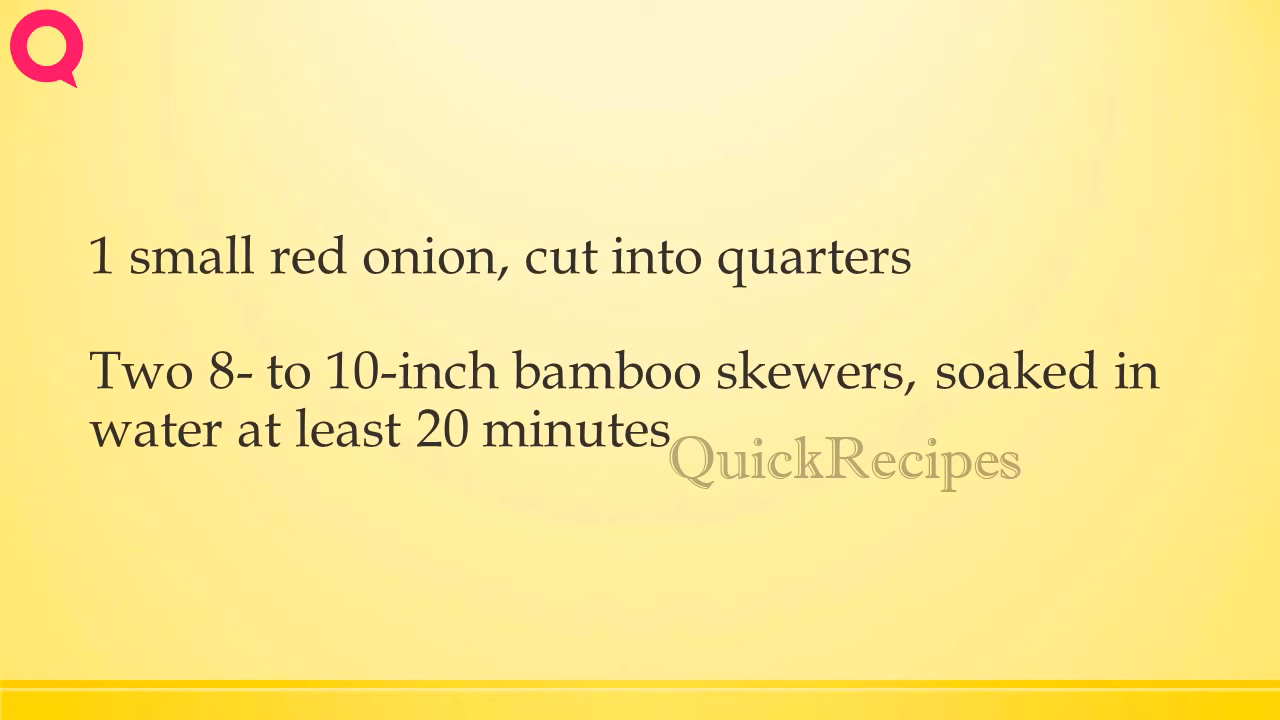 1 small red onion, cut into quarters
Two 8- to 10-inch bamboo skewers, soaked in
water at least 20 minutes
QuickRecipes